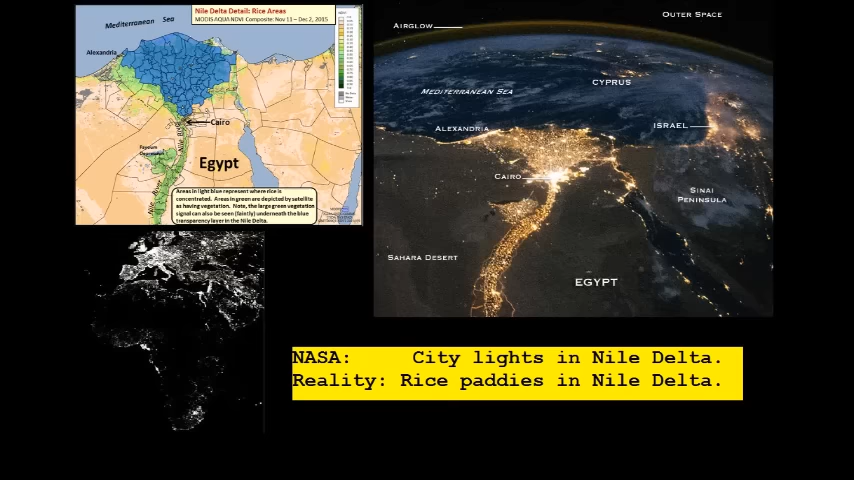 Nile Delta Detail: Rice Areas
MODIS AQUA NDVI Composite: Nov 11 – Dec 2, 2015
Mediterranean Sea
Alexandria
Cairo
Egypt
Areas in light blue represent where rice is
concentrated. Areas in green are depicted by satellite
as having vegetation. Note, the large green vegetation
signal can also be seen (faintly) underneath the blue
transparency layer in the Nile Delta.
OUTER SPACE
AIRGLOW
CYPRUS
MEDITERRANEAN SEA
ISRAEL
ALEXANDRIA
CAIRO
SINAI
PENINSULA
SAHARA DESERT
EGYPT
NASA: City lights in Nile Delta.
Reality: Rice paddies in Nile Delta.